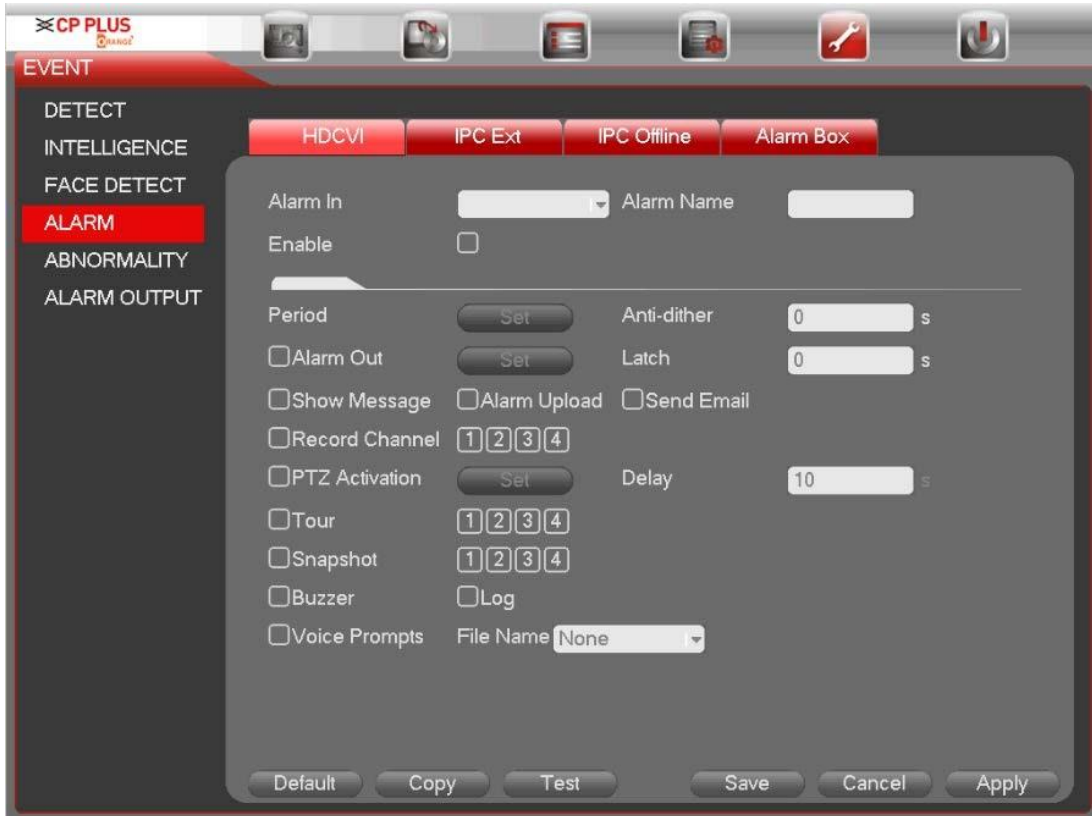 CP PLUS
ORANGE
EVENT
DETECT
INTELLIGENCE
FACE DETECT
ALARM
ABNORMALITY
ALARM OUTPUT
HDCVI IPC Ext IPC Offline Alarm Box
Alarm In Alarm Name
Enable
Period Set Anti-dither 0 s
Alarm Out Set Latch 0 s
Show Message Alarm Upload Send Email
Record Channel 1 2 3 4
PTZ Activation Set Delay 10 s
Tour 1 2 3 4
Snapshot 1 2 3 4
Buzzer Log
Voice Prompts File Name None
Default Copy Test Save Cancel Apply